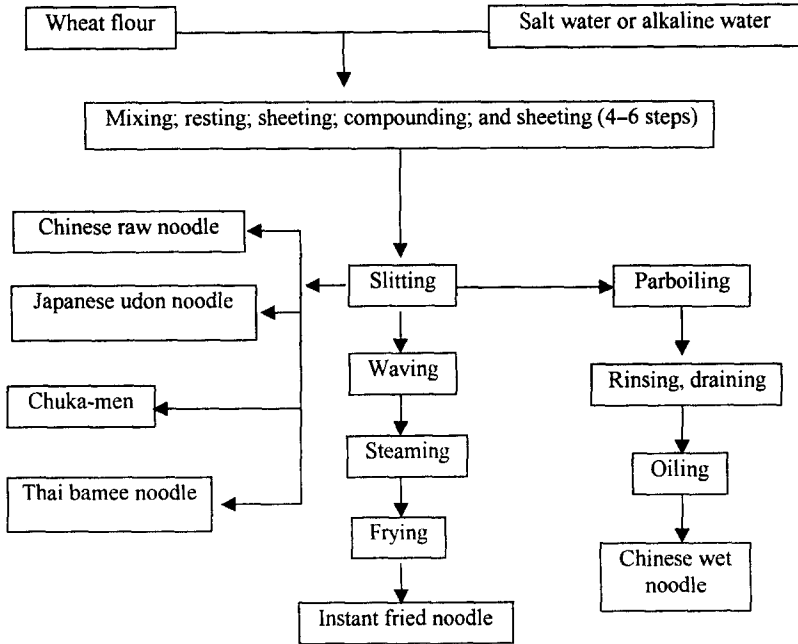 Wheat flour
Salt water or alkaline water
Mixing; resting; sheeting; compounding; and sheeting (4–6 steps)
Chinese raw noodle
Japanese udon noodle
Chuka-men
Thai bamee noodle
Slitting
Waving
Steaming
Frying
Instant fried noodle
Parboiling
Rinsing, draining
Oiling
Chinese wet
noodle